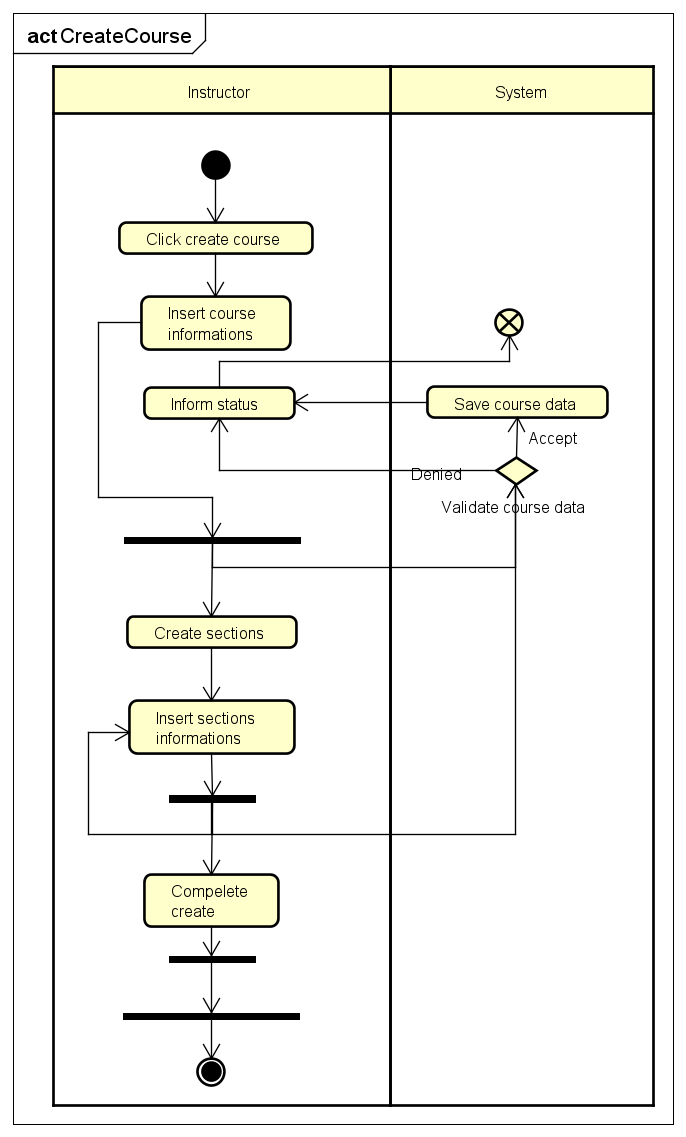 act CreateCourse
Instructor
System
Click create course
Insert course
informations
Inform status
Save course data
Accept
Denied
Validate course data
Create sections
Insert sections
informations
Compelete
create